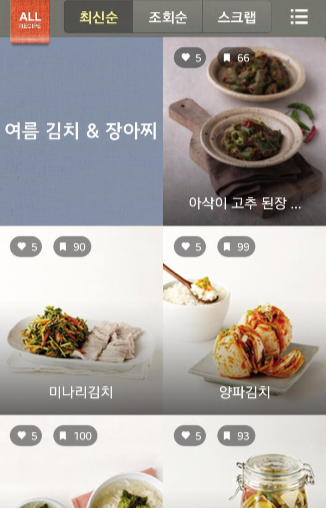 ALL
RECIPE
최신순
조회순
스크랩
여름 김치 & 장아찌
5
66
아삭이 고추 된장 ...
5
90
미나리김치
5
99
양파김치
5
100
5
93